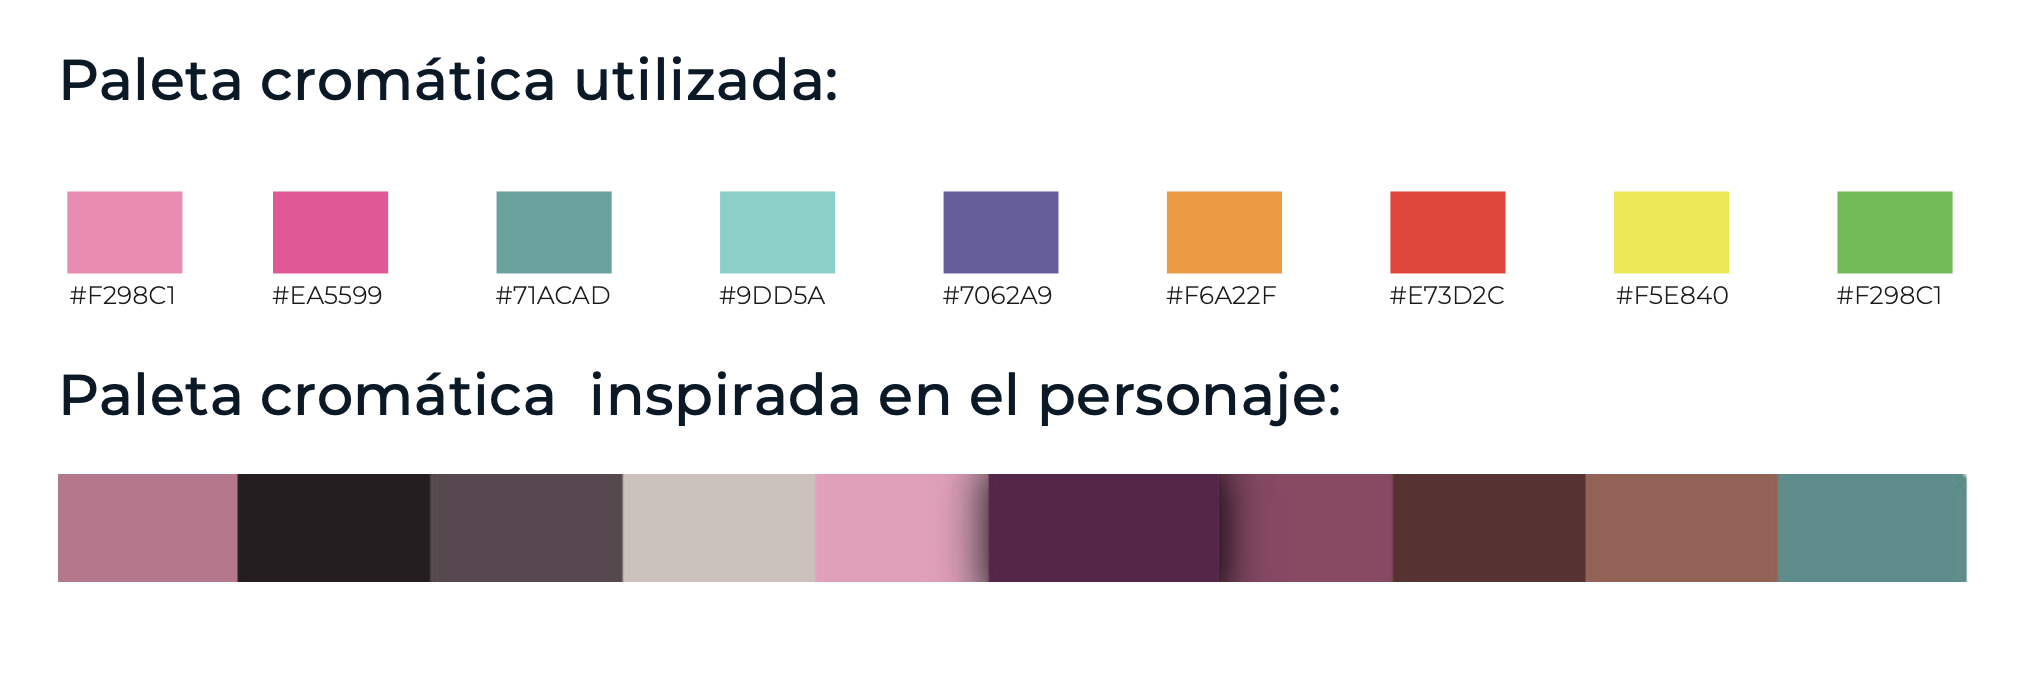 Paleta cromática utilizada:
#F298C1 #EA5599 #71ACAD #9DD5A #7062A9 #F6A22F #E73D2C #F5E840 #F298C1
Paleta cromática  inspirada en el personaje: